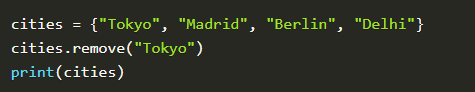 cities = {"Tokyo", "Madrid", "Berlin", "Delhi"}
cities.remove("Tokyo")
print(cities)